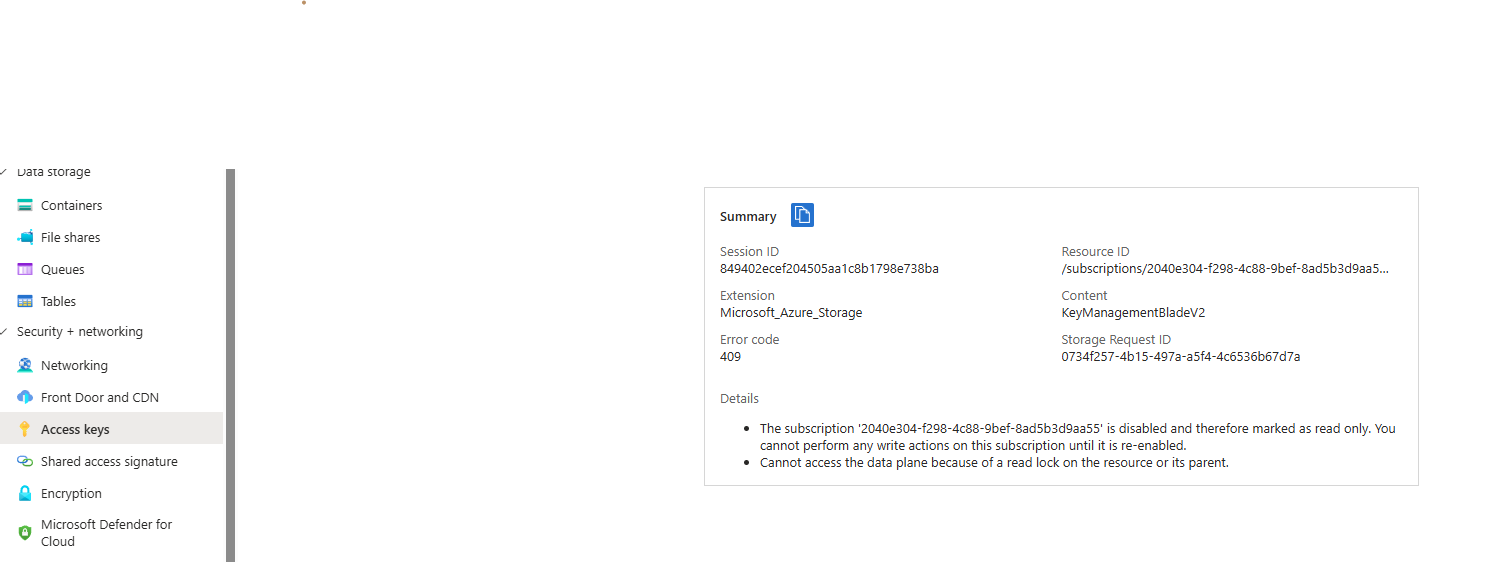 Data storage
Containers
File shares
Queues
Tables
Security + networking
Networking
Front Door and CDN
Access keys
Shared access signature
Encryption
Microsoft Defender for
Cloud
Summary
Session ID
849402ecef204505aa1c8b1798e738ba
Resource ID
/subscriptions/2040e304-f298-4c88-9bef-8ad5b3d9aa5...
Extension
Microsoft_Azure_Storage
Content
KeyManagementBladeV2
Error code
409
Storage Request ID
0734f257-4b15-497a-a5f4-4c6536b67d7a
Details
• The subscription '2040e304-f298-4c88-9bef-8ad5b3d9aa55' is disabled and therefore marked as read only. You
cannot perform any write actions on this subscription until it is re-enabled.
• Cannot access the data plane because of a read lock on the resource or its parent.